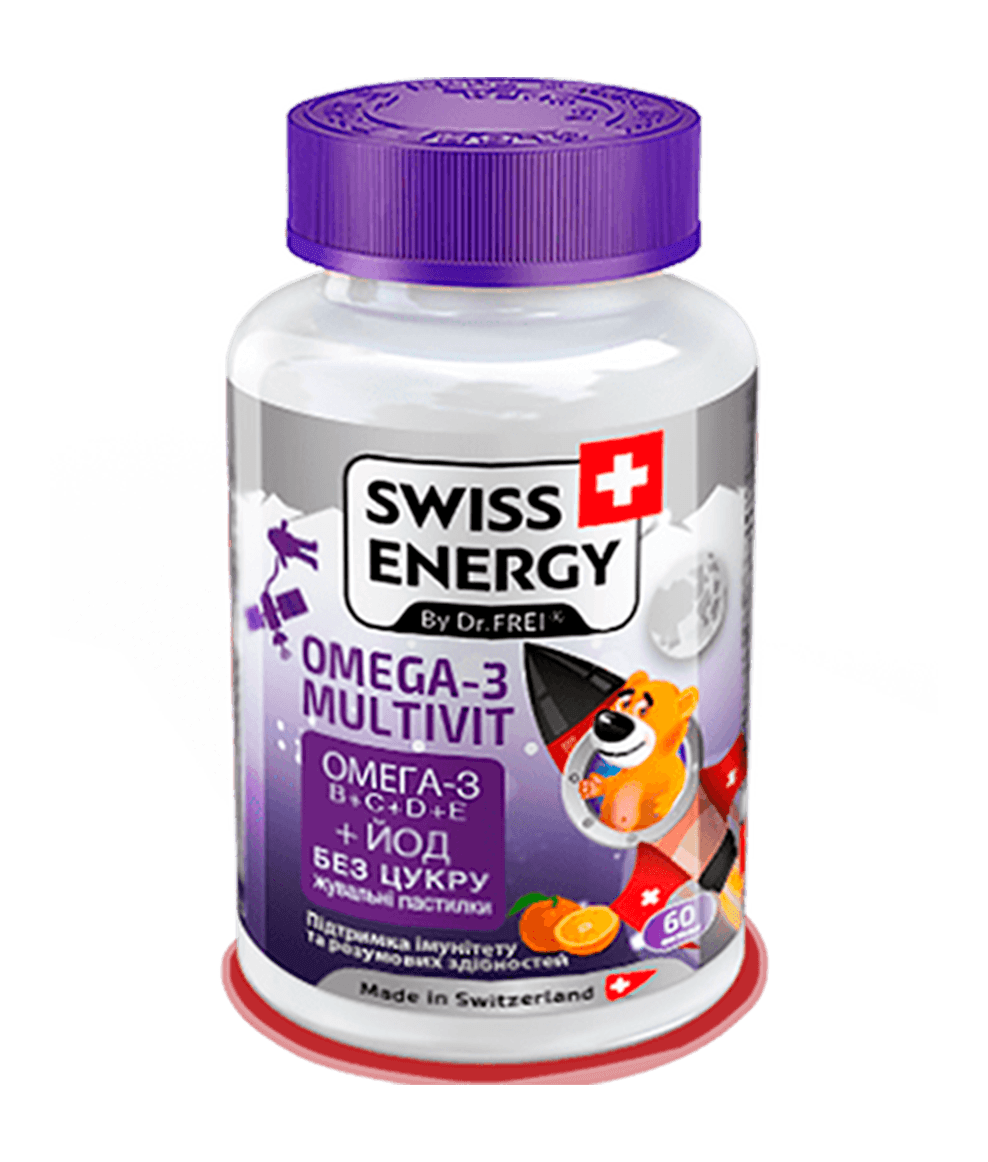 SWISS
ENERGY
By Dr.FREI®
OMEGA-3
MULTIVIT
ОМЕГА-3
B+C+D+E
+ ЙОД
БЕЗ ЦУКРУ
жувальні пастилки
60
Підтримка імунітету
та розумових здібностей
Made in Switzerland